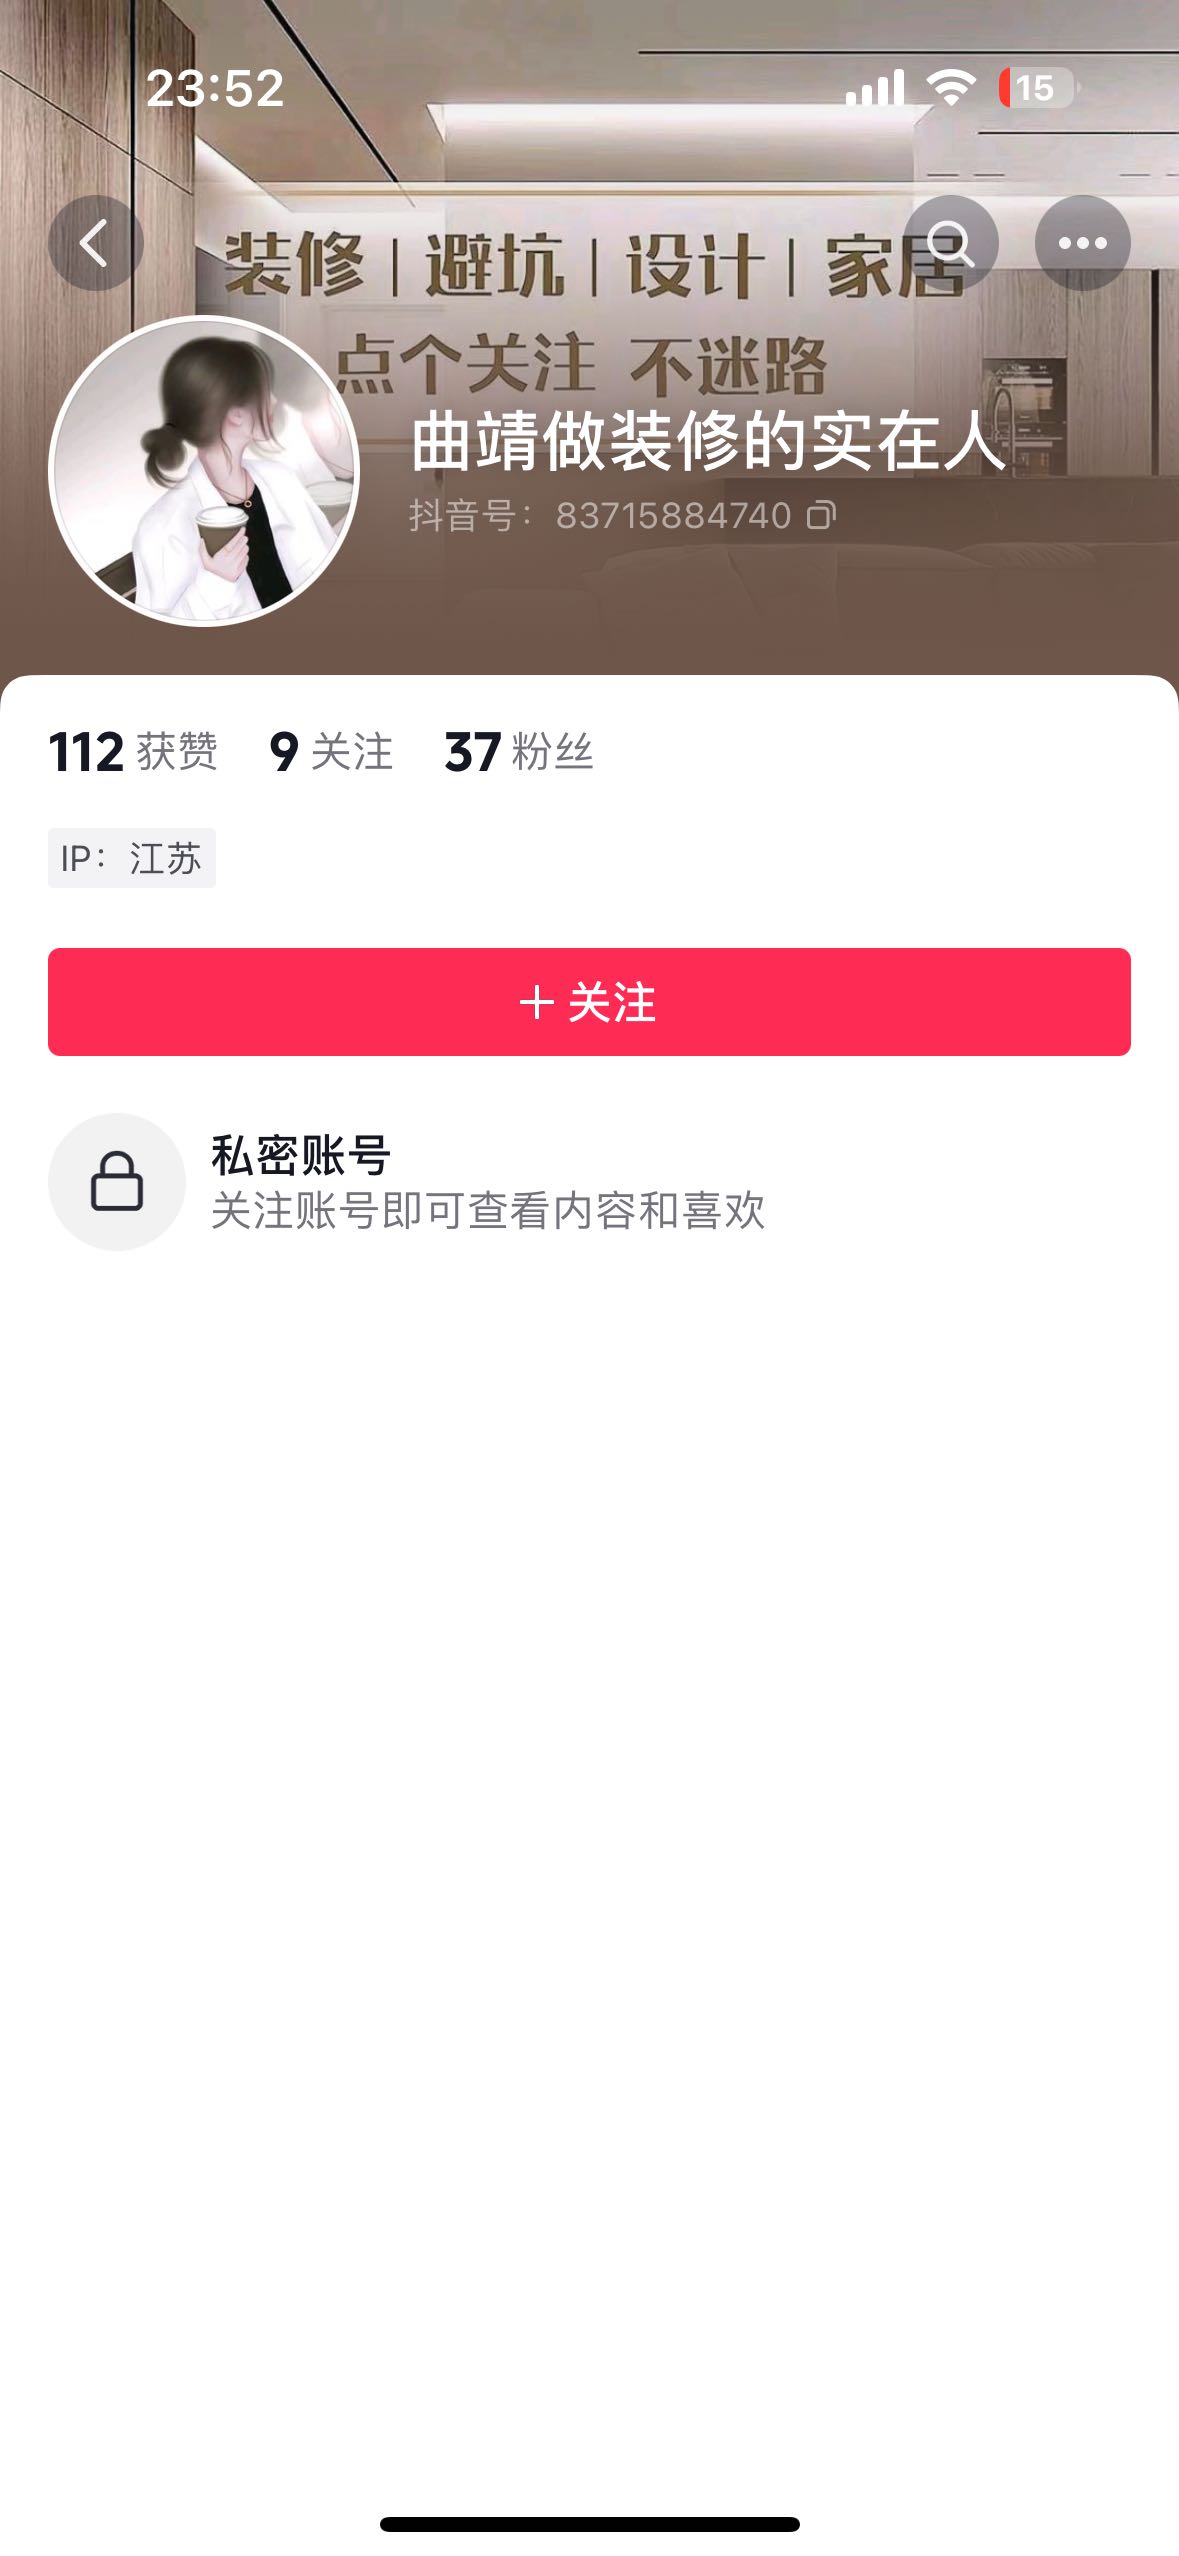 23:52
15
装修 | 避坑 | 设计 | 家居
点个关注 不迷路
曲靖做装修的实在人
抖音号：83715884740
112 获赞 9 关注 37 粉丝
IP：江苏
+ 关注
私密账号
关注账号即可查看内容和喜欢